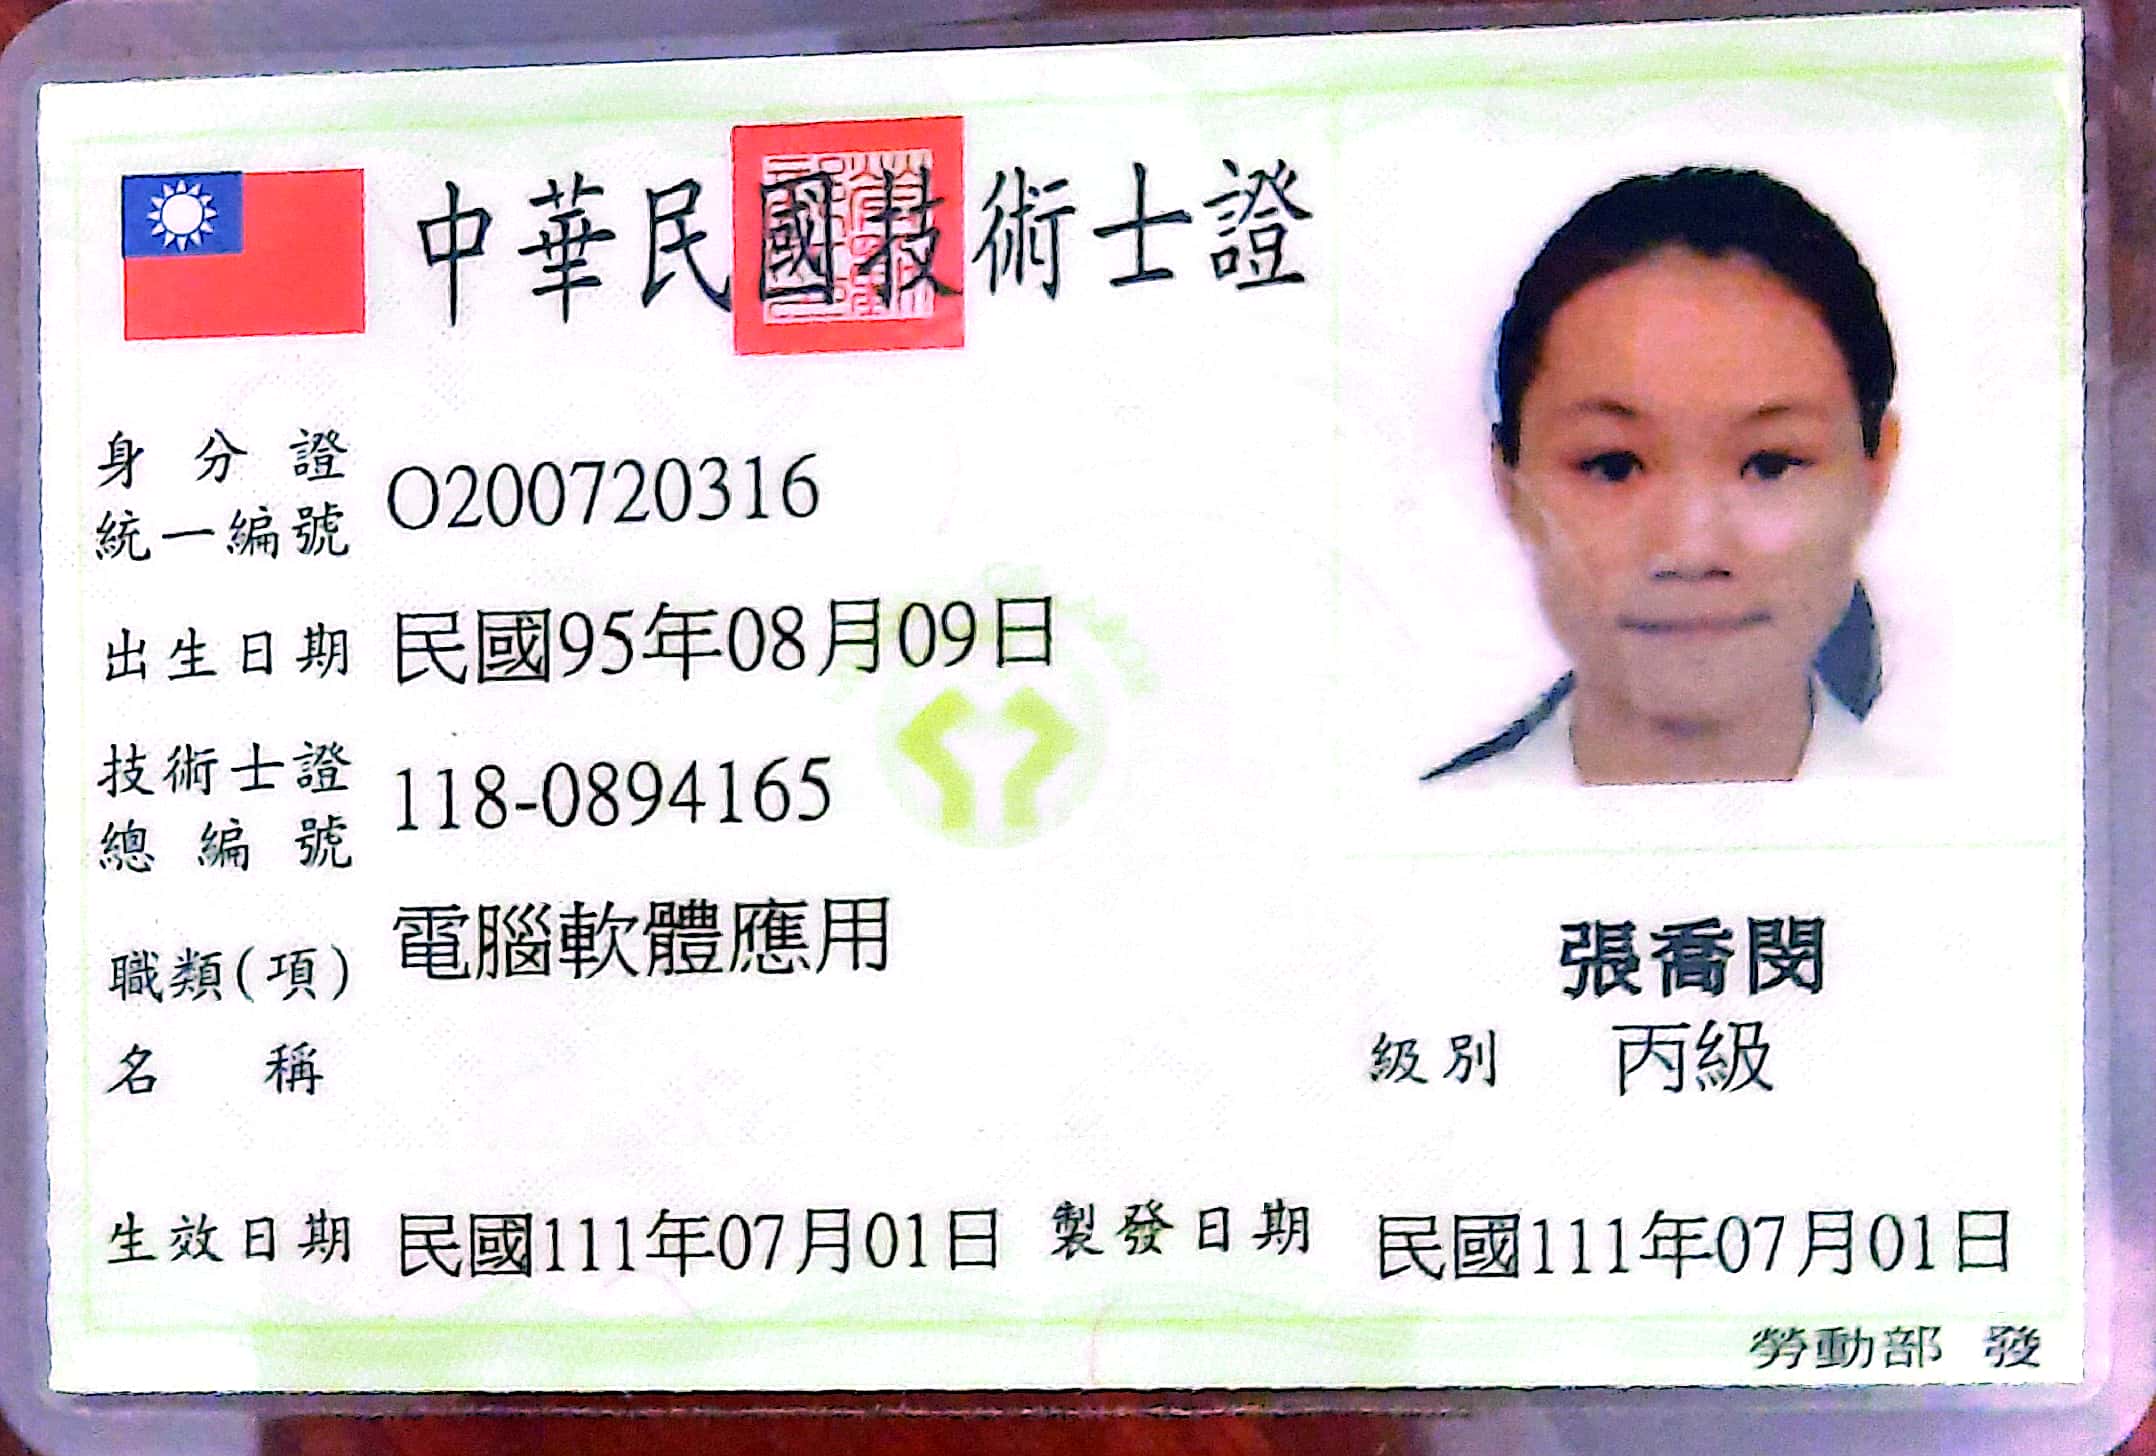 中華民國技術士證
身分證統一編號 O200720316
出生日期 民國95年08月09日
技術士證總編號 118-0894165
職類(項)名稱 電腦軟體應用
張喬閔
級別 丙級
生效日期 民國111年07月01日 製發日期 民國111年07月01日
勞動部 發